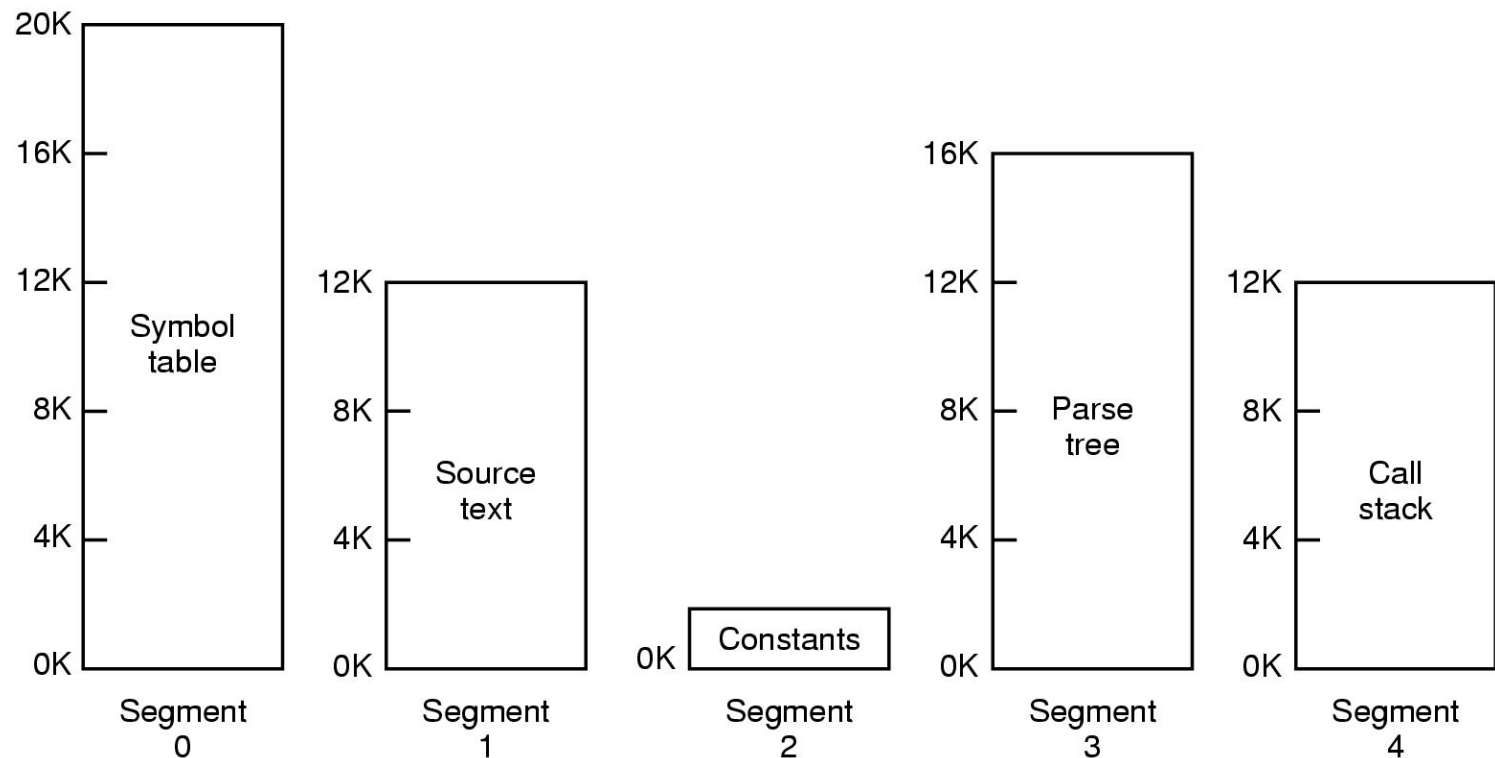 20K
16K
12K
8K
4K
0K
Symbol
table
Segment
0
12K
8K
4K
0K
Source
text
Segment
1
0K
Constants
Segment
2
16K
12K
8K
4K
0K
Parse
tree
Segment
3
12K
8K
4K
0K
Call
stack
Segment
4